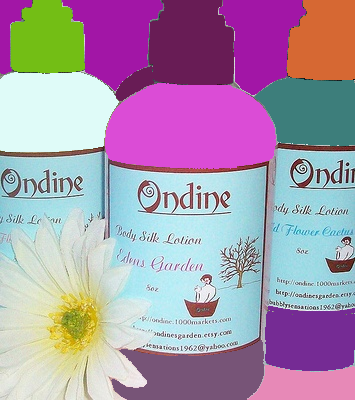 Ondine
Body Silk Lotion
Edens Garden
8oz
http://ondine.1000markets.com
http://ondinesgarden.etsy.com
bubblysensations1962@yahoo.com
Ondine
Silk Lotion
Ondine
Body Silk Lotion
Flower Cactus
8oz
http://ondine.1000markets.com
http://ondinesgarden.etsy.com
bubblysensations1962@yahoo.com